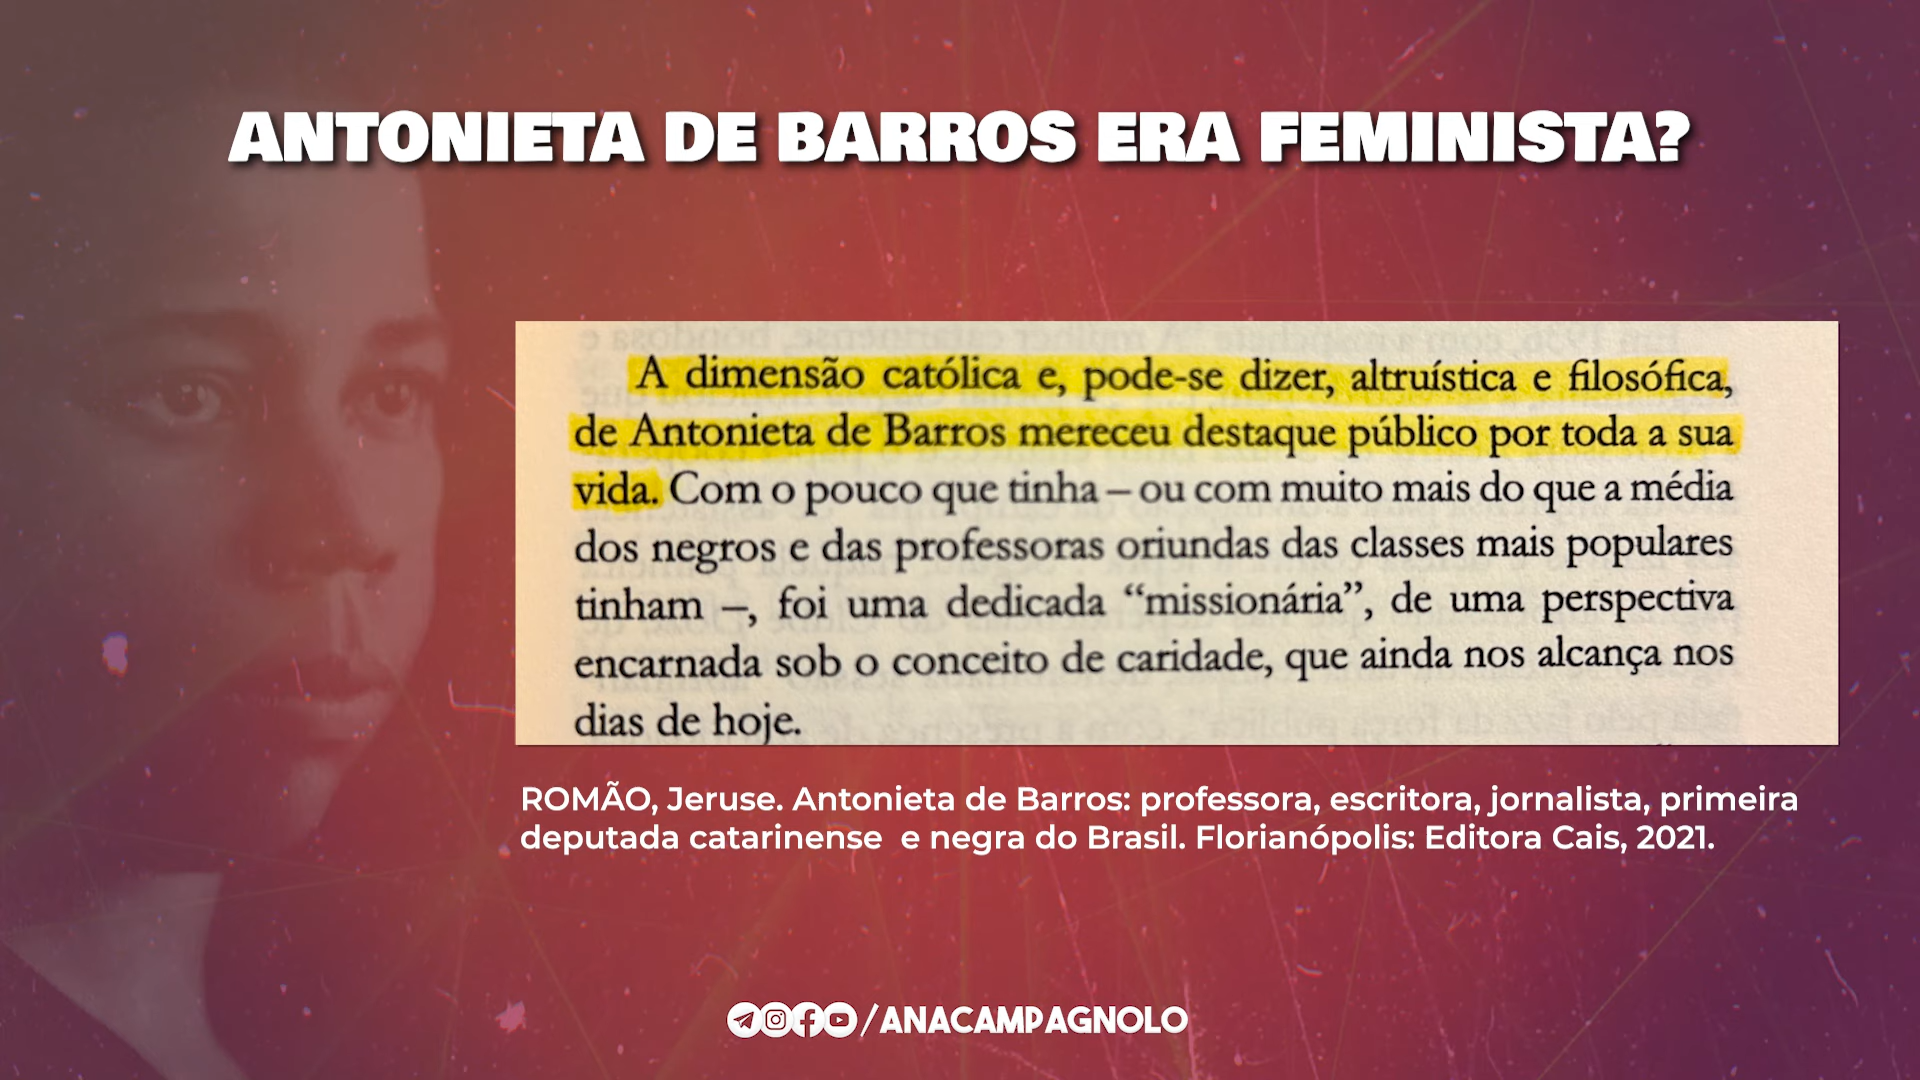 ANTONIETA DE BARROS ERA FEMINISTA?
A dimensão católica e, pode-se dizer, altruística e filosófica,
de Antonieta de Barros mereceu destaque público por toda a sua
vida. Com o pouco que tinha – ou com muito mais do que a média
dos negros e das professoras oriundas das classes mais populares
tinham –, foi uma dedicada “missionária”, de uma perspectiva
encarnada sob o conceito de caridade, que ainda nos alcança nos
dias de hoje.
ROMÃO, Jeruse. Antonieta de Barros: professora, escritora, jornalista, primeira
deputada catarinense e negra do Brasil. Florianópolis: Editora Cais, 2021.
/ANACAMPAGNOLO